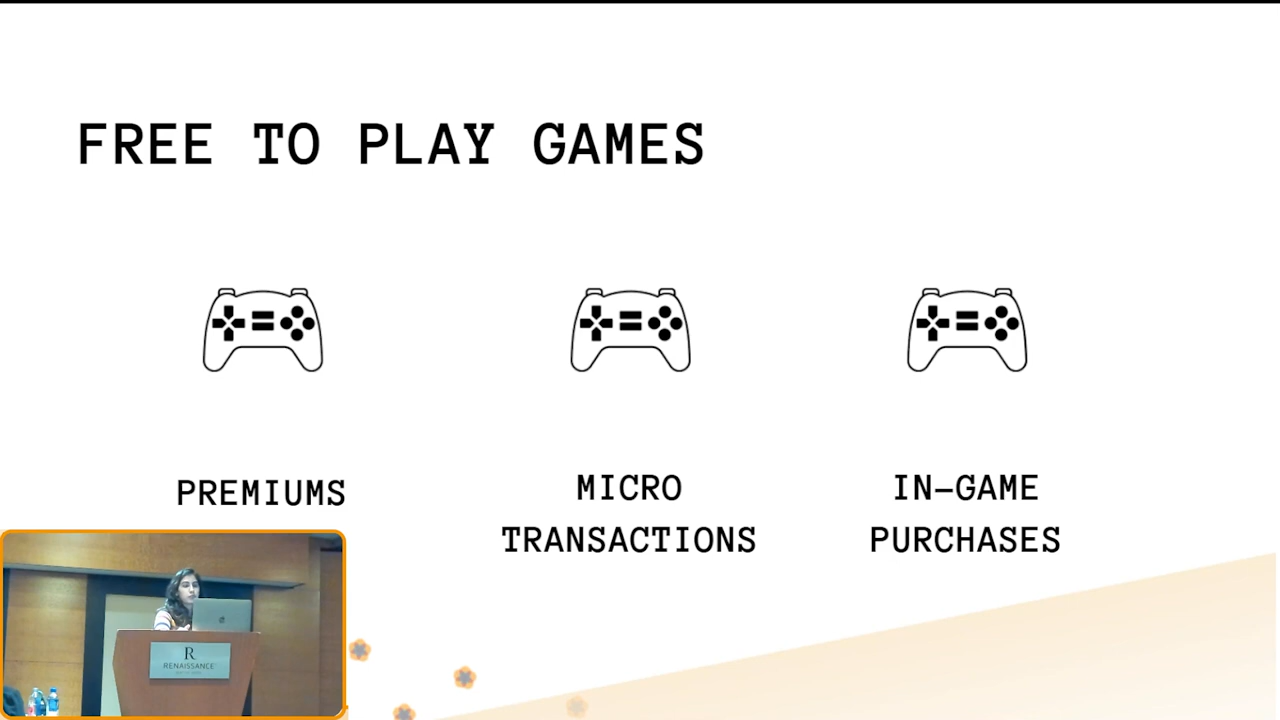 FREE TO PLAY GAMES
PREMIUMS
MICRO
TRANSACTIONS
IN-GAME
PURCHASES
R
RENAISSANCE